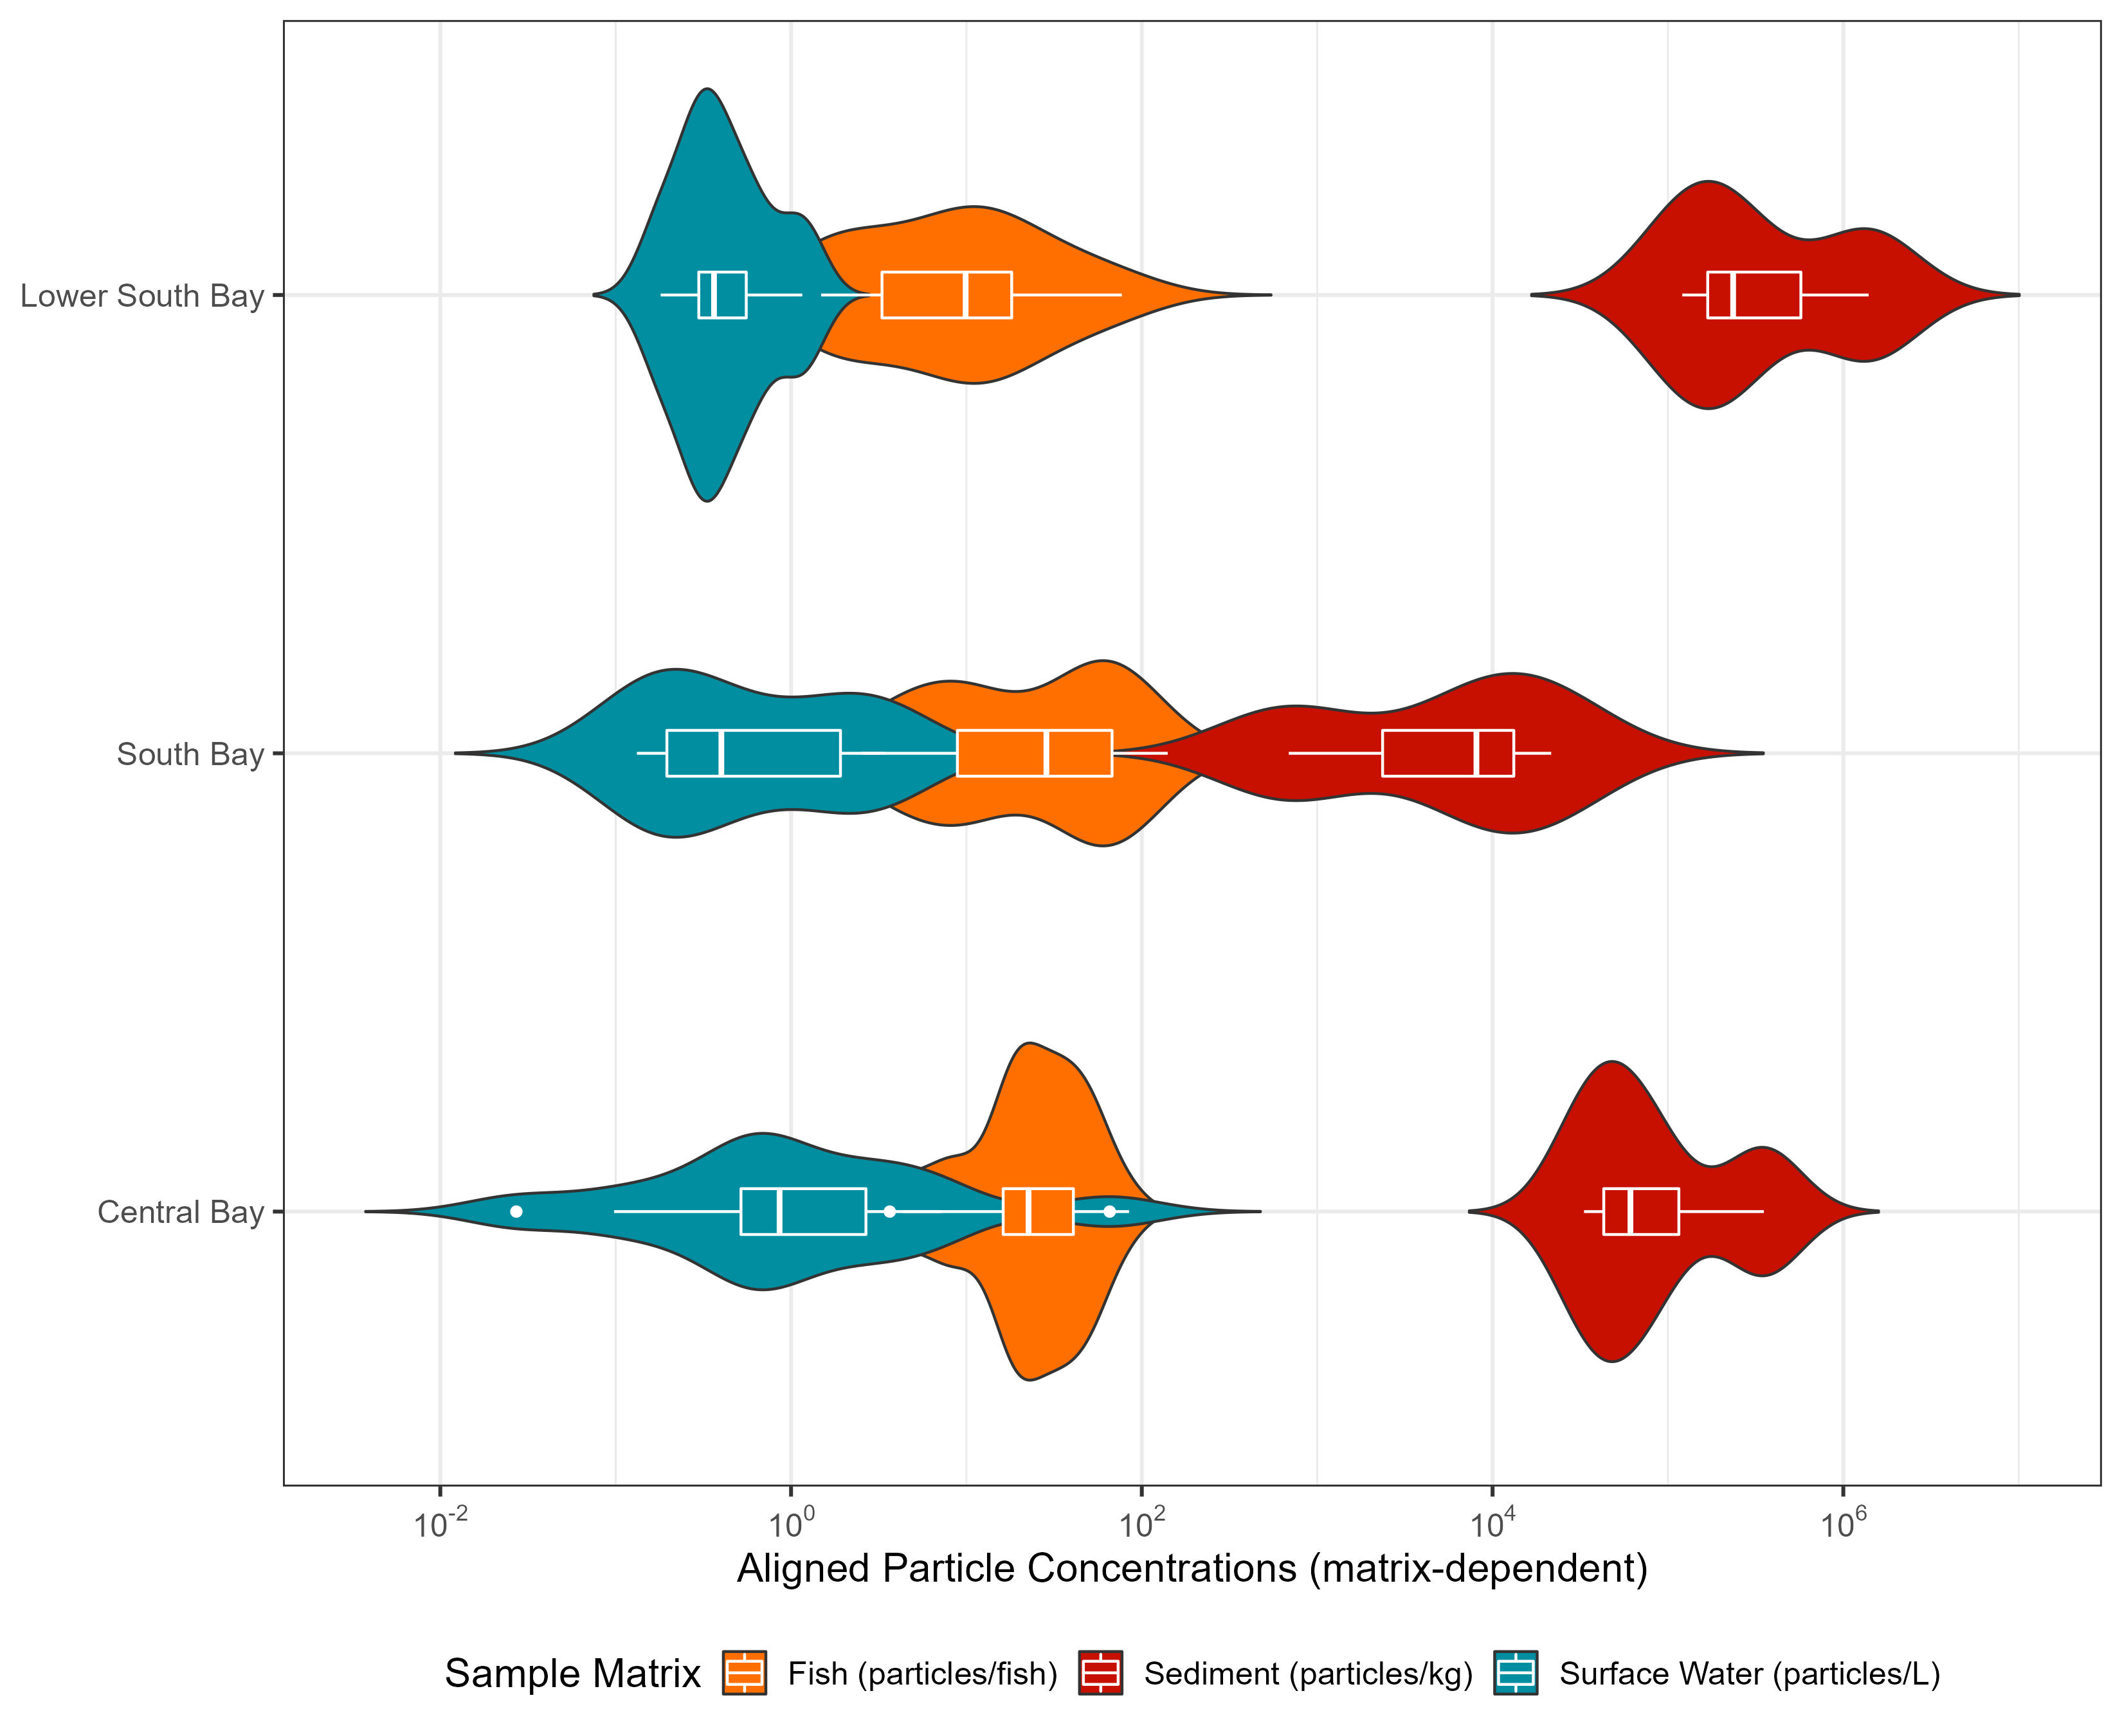 Lower South Bay
South Bay
Central Bay
10⁻² 10⁰ 10² 10⁴ 10⁶
Aligned Particle Concentrations (matrix-dependent)
Sample Matrix Fish (particles/fish) Sediment (particles/kg) Surface Water (particles/L)